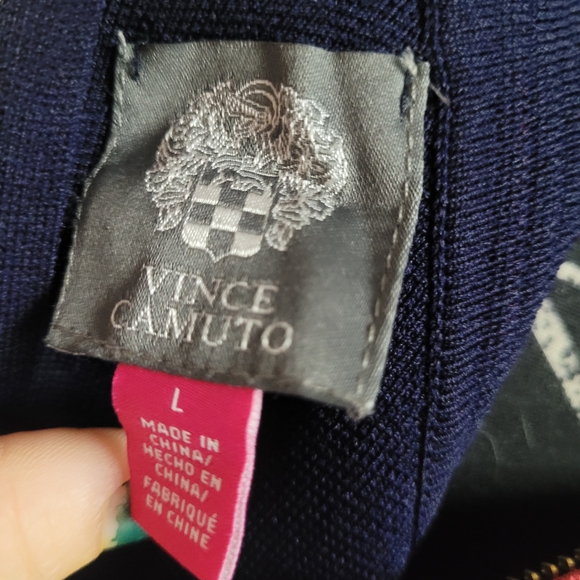 VINCE
CAMUTO
L
MADE IN
CHINA/
HECHO EN
CHINA/
FABRIQUÉ
EN CHINE